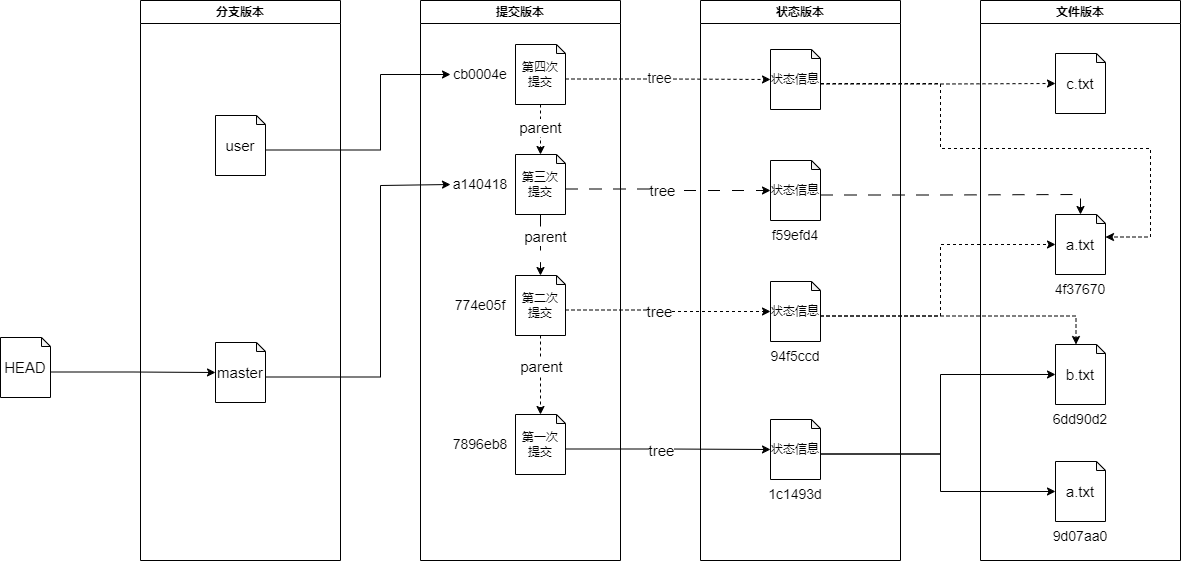 分支版本
提交版本
状态版本
文件版本
cb0004e
第四次
提交
tree
状态信息
c.txt
user
parent
a140418
第三次
提交
tree
状态信息
f59efd4
parent
a.txt
4f37670
774e05f
第二次
提交
tree
状态信息
94f5ccd
HEAD
master
parent
b.txt
6dd90d2
7896eb8
第一次
提交
tree
状态信息
1c1493d
a.txt
9d07aa0